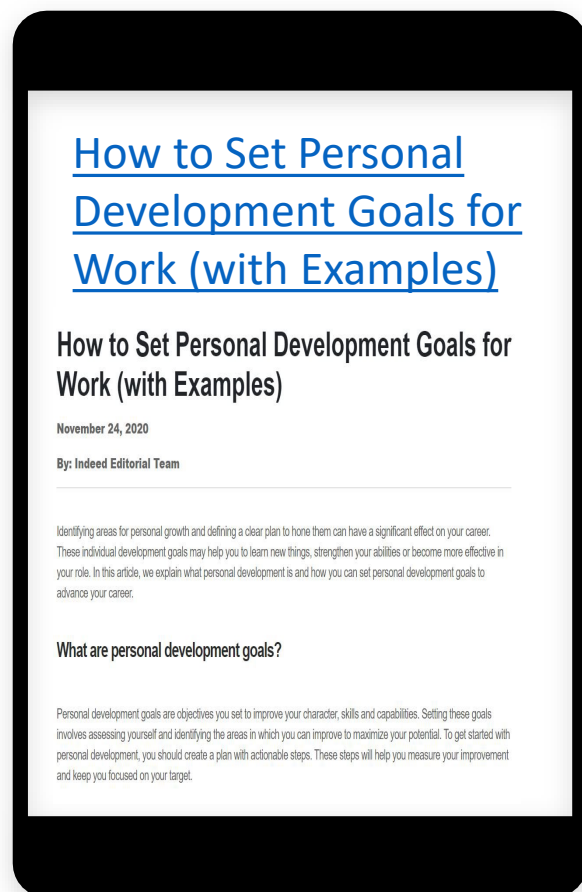 How to Set Personal
Development Goals for
Work (with Examples)
How to Set Personal Development Goals for
Work (with Examples)
November 24, 2020
By: Indeed Editorial Team
Identifying areas for personal growth and defining a clear plan to hone them can have a significant effect on your career.
These individual development goals may help you to learn new things, strengthen your abilities or become more effective in
your role. In this article, we explain what personal development is and how you can set personal development goals to
advance your career.
What are personal development goals?
Personal development goals are objectives you set to improve your character, skills and capabilities. Setting these goals
involves assessing yourself and identifying the areas in which you can improve to maximize your potential. To get started with
personal development, you should create a plan with actionable steps. These steps will help you measure your improvement
and keep you focused on your target.